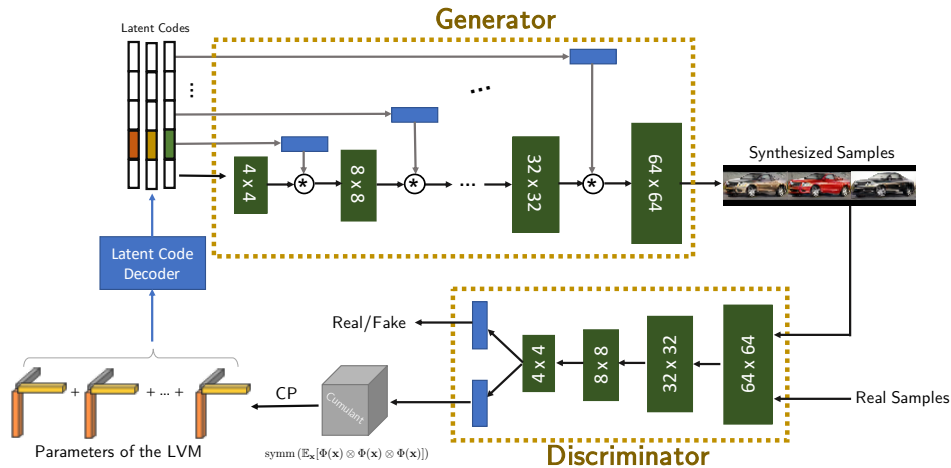 Generator
Latent Codes
...
...
4 x 4
*
8 x 8
*
...
32 x 32
*
64 x 64
Synthesized Samples
Latent Code
Decoder
Real/Fake
4 x 4
8 x 8
32 x 32
64 x 64
Real Samples
Discriminator
+ + ... +
CP
Cumulant
Parameters of the LVM
symm (𝔼ₓ[Φ(𝐱) ⊗ Φ(𝐱) ⊗ Φ(𝐱)])